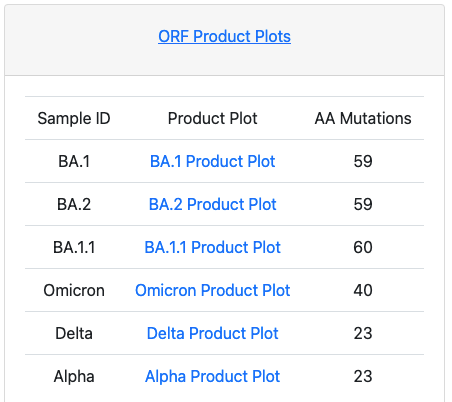 ORF Product Plots
Sample ID Product Plot AA Mutations
BA.1 BA.1 Product Plot 59
BA.2 BA.2 Product Plot 59
BA.1.1 BA.1.1 Product Plot 60
Omicron Omicron Product Plot 40
Delta Delta Product Plot 23
Alpha Alpha Product Plot 23